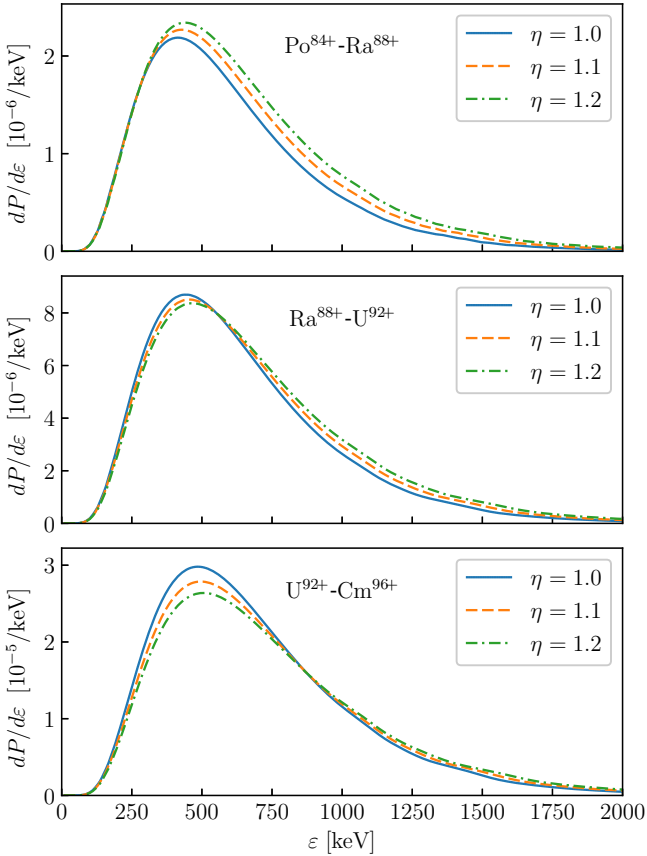 dP/dε [10⁻⁶/keV]
2
1
0
Po⁸⁴⁺-Ra⁸⁸⁺
η = 1.0
η = 1.1
η = 1.2
dP/dε [10⁻⁶/keV]
8
6
4
2
0
Ra⁸⁸⁺-U⁹²⁺
η = 1.0
η = 1.1
η = 1.2
dP/dε [10⁻⁵/keV]
3
2
1
0
U⁹²⁺-Cm⁹⁶⁺
η = 1.0
η = 1.1
η = 1.2
0 250 500 750 1000 1250 1500 1750 2000
ε [keV]